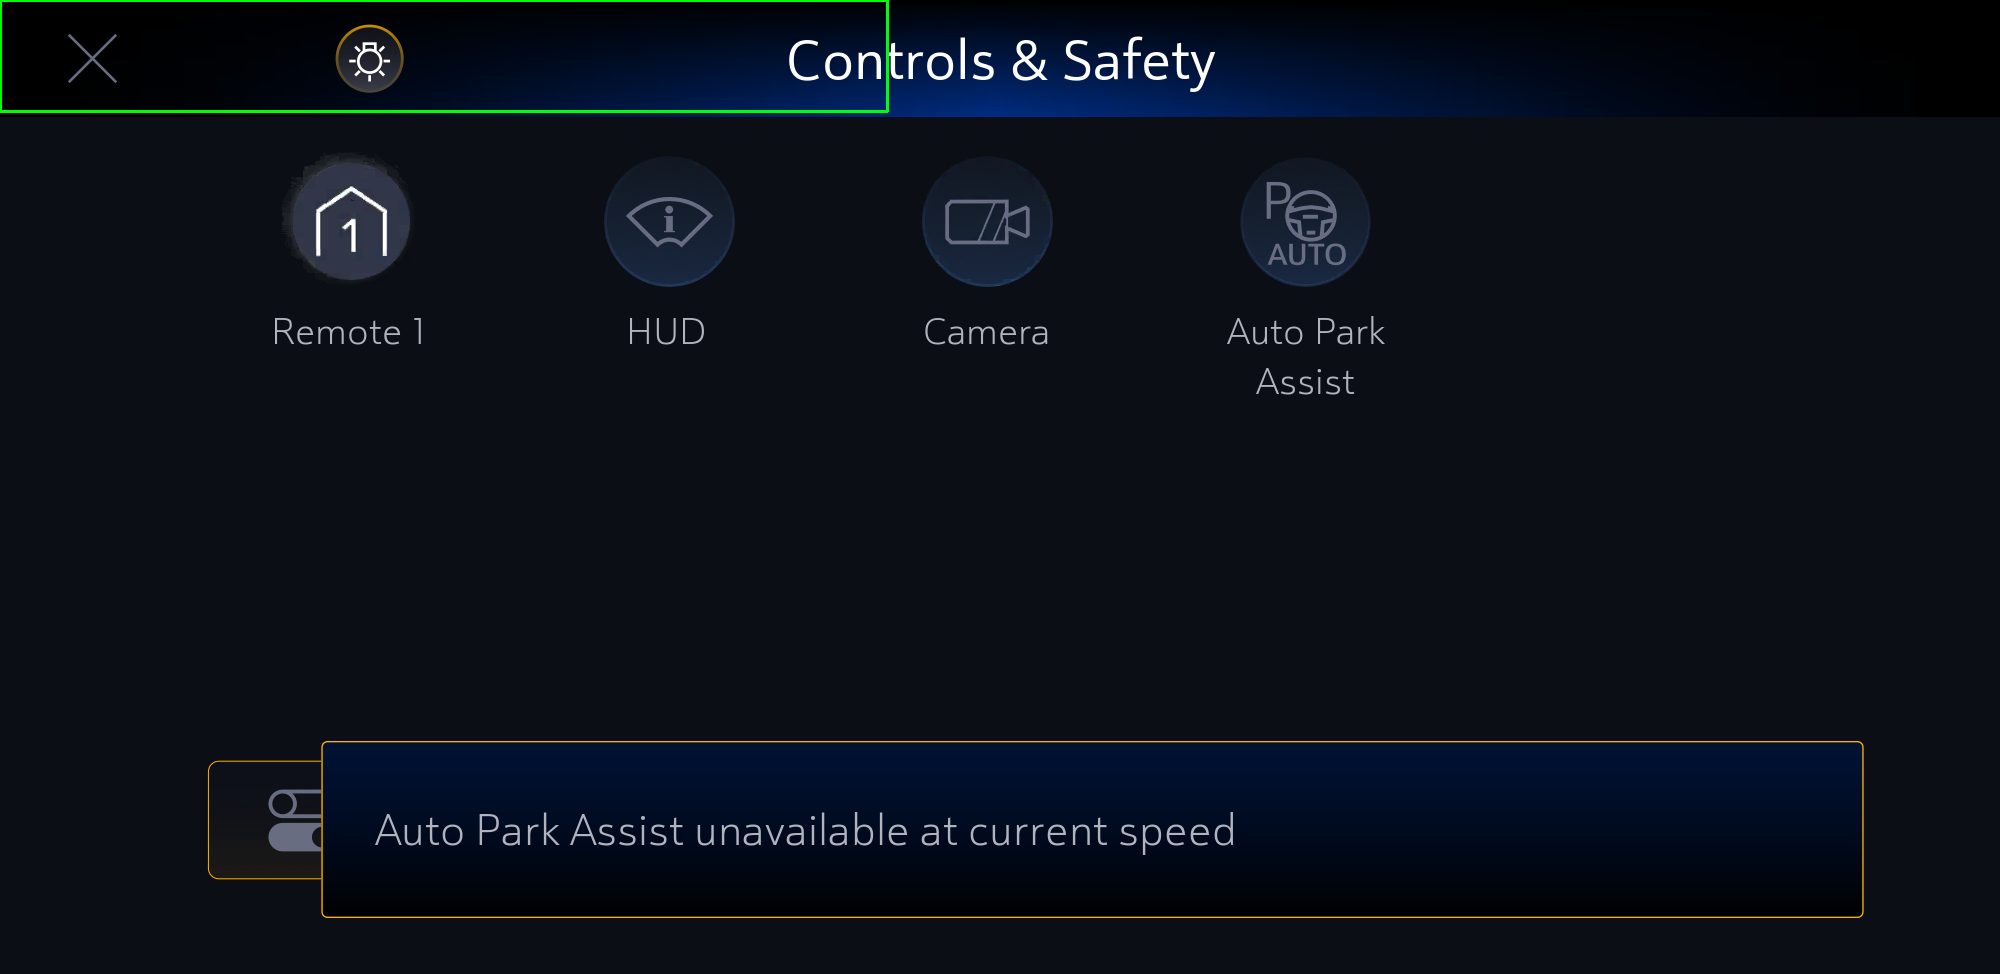 Controls & Safety
1
i
P
AUTO
Remote 1
HUD
Camera
Auto Park
Assist
Auto Park Assist unavailable at current speed